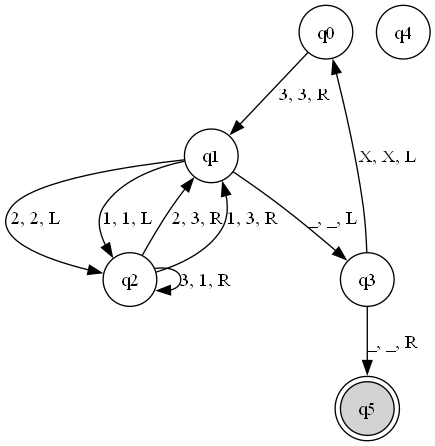 q0
q4
3, 3, R
q1
X, X, L
2, 2, L
1, 1, L
2, 3, R
1, 3, R
_, _, L
q2
3, 1, R
q3
_, _, R
q5